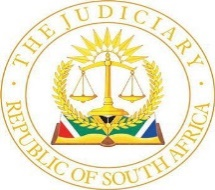 THE JUDICIARY
REPUBLIC OF SOUTH AFRICA